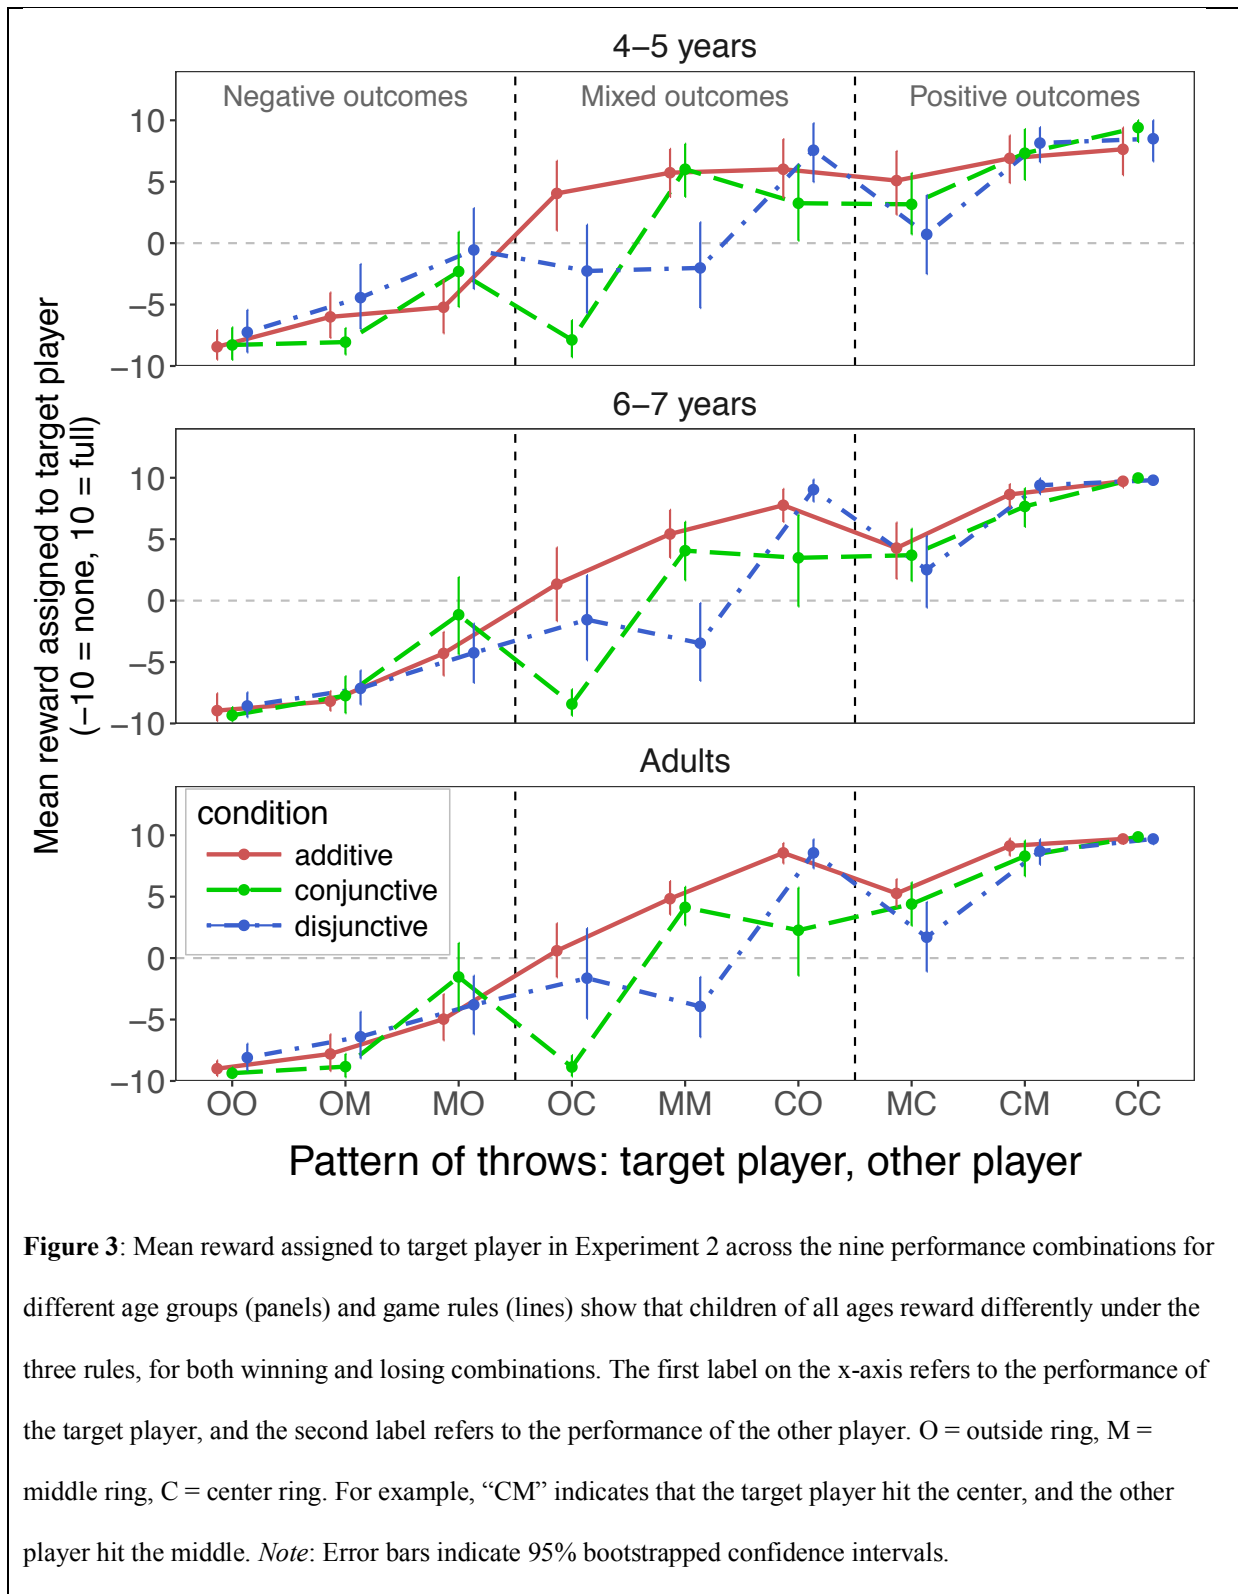 4–5 years
Negative outcomes
Mixed outcomes
Positive outcomes
10
5
0
−5
−10
6–7 years
10
5
0
−5
−10
Mean reward assigned to target player
(−10 = none, 10 = full)
Adults
10
5
0
−5
−10
condition
additive
conjunctive
disjunctive
OO OM MO OC MM CO MC CM CC
Pattern of throws: target player, other player
Figure 3: Mean reward assigned to target player in Experiment 2 across the nine performance combinations for
different age groups (panels) and game rules (lines) show that children of all ages reward differently under the
three rules, for both winning and losing combinations. The first label on the x-axis refers to the performance of
the target player, and the second label refers to the performance of the other player. O = outside ring, M =
middle ring, C = center ring. For example, “CM” indicates that the target player hit the center, and the other
player hit the middle. Note: Error bars indicate 95% bootstrapped confidence intervals.